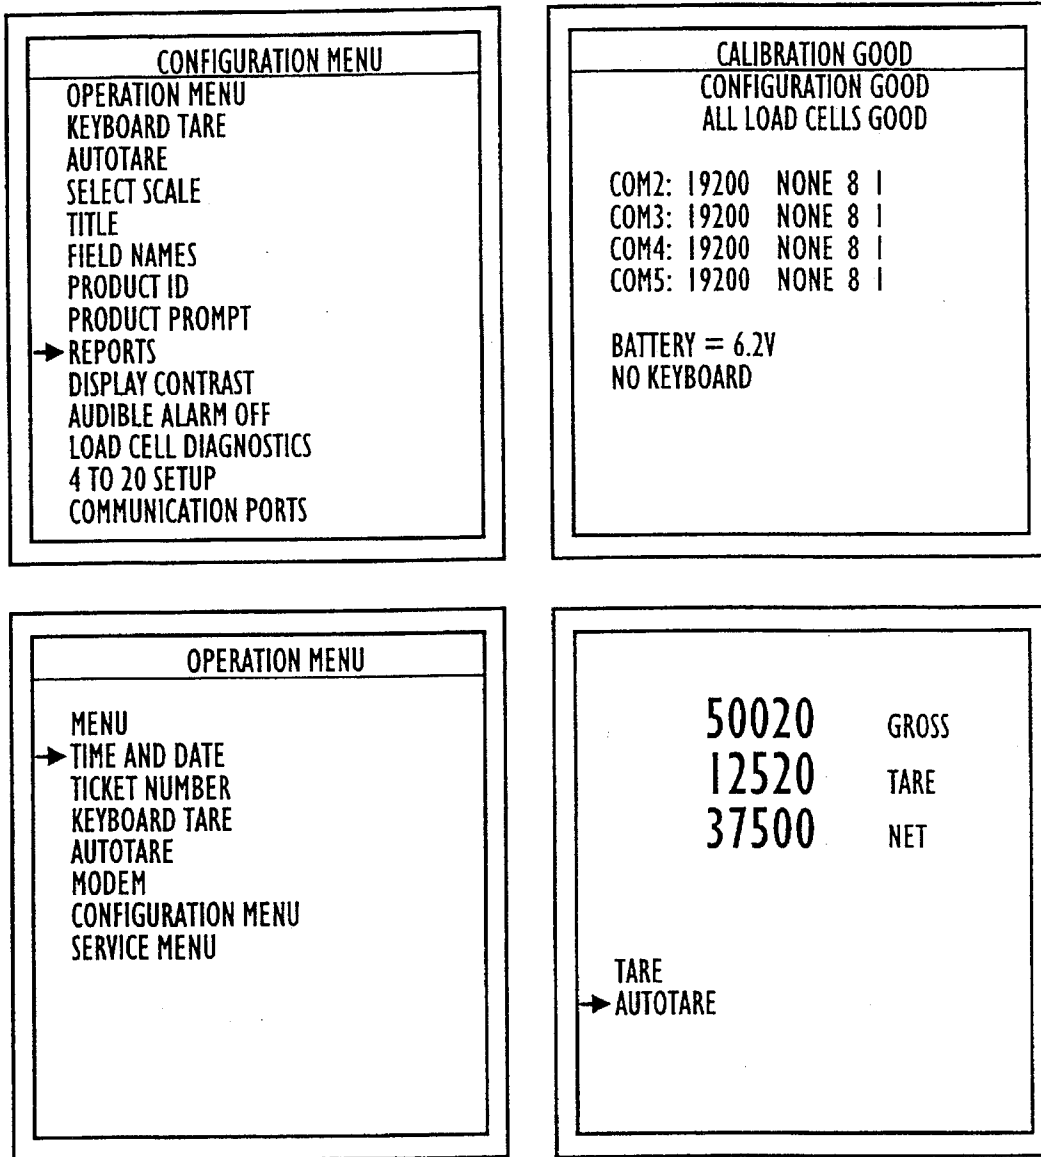 CONFIGURATION MENU
OPERATION MENU
KEYBOARD TARE
AUTOTARE
SELECT SCALE
TITLE
FIELD NAMES
PRODUCT ID
PRODUCT PROMPT
REPORTS
DISPLAY CONTRAST
AUDIBLE ALARM OFF
LOAD CELL DIAGNOSTICS
4 TO 20 SETUP
COMMUNICATION PORTS
CALIBRATION GOOD
CONFIGURATION GOOD
ALL LOAD CELLS GOOD
COM2: 19200 NONE 8 1
COM3: 19200 NONE 8 1
COM4: 19200 NONE 8 1
COM5: 19200 NONE 8 1
BATTERY = 6.2V
NO KEYBOARD
OPERATION MENU
MENU
TIME AND DATE
TICKET NUMBER
KEYBOARD TARE
AUTOTARE
MODEM
CONFIGURATION MENU
SERVICE MENU
50020 GROSS
12520 TARE
37500 NET
TARE
AUTOTARE